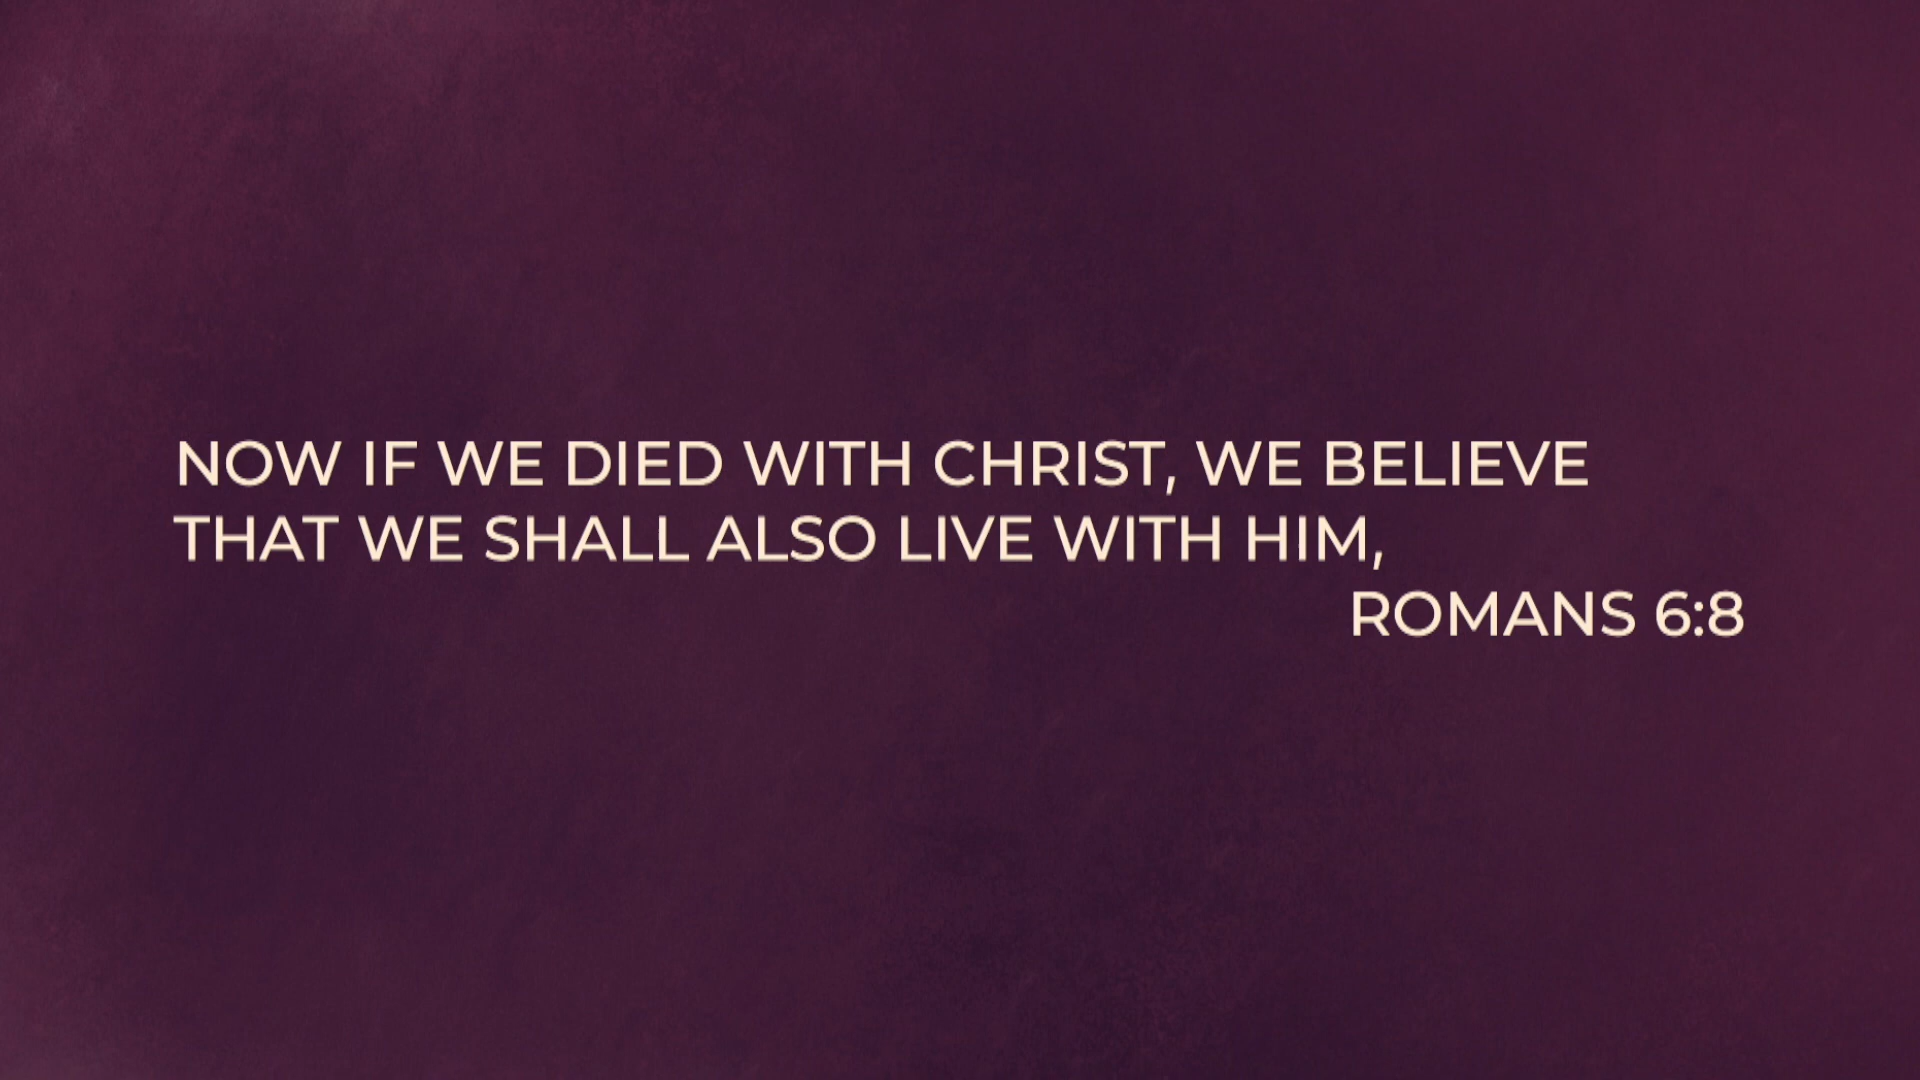 NOW IF WE DIED WITH CHRIST, WE BELIEVE
THAT WE SHALL ALSO LIVE WITH HIM,
ROMANS 6:8